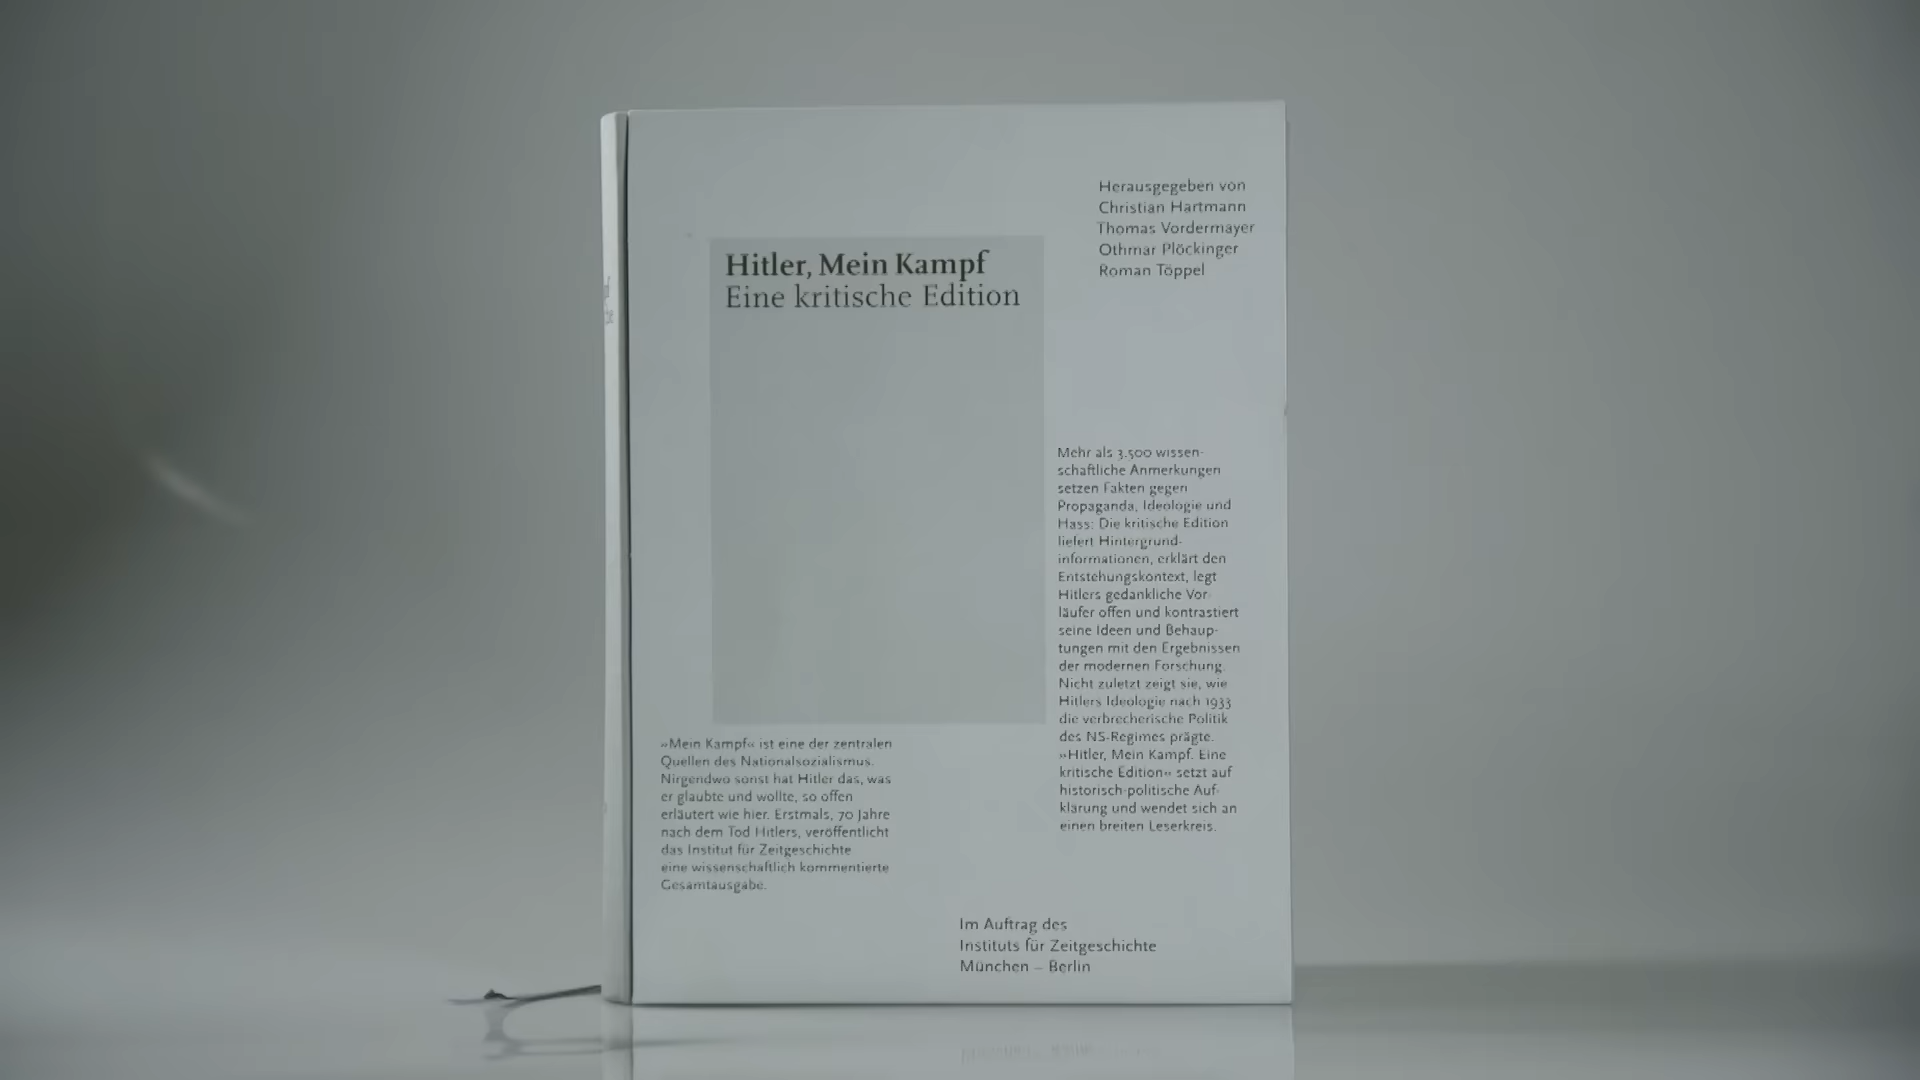 Herausgegeben von
Christian Hartmann
Thomas Vordermayer
Othmar Plöckinger
Roman Töppel
Hitler, Mein Kampf
Eine kritische Edition
Mehr als 3.500 wissen-
schaftliche Anmerkungen
setzen Fakten gegen
Propaganda, Ideologie und
Hass: Die kritische Edition
liefert Hintergrund-
informationen, erklärt den
Entstehungskontext, legt
Hitlers gedankliche Vor-
läufer offen und kontrastiert
seine Ideen und Behaup-
tungen mit den Ergebnissen
der modernen Forschung.
Nicht zuletzt zeigt sie, wie
Hitlers Ideologie nach 1933
die verbrecherische Politik
des NS-Regimes prägte.
»Hitler, Mein Kampf. Eine
kritische Edition« setzt auf
historisch-politische Auf-
klärung und wendet sich an
einen breiten Leserkreis.
»Mein Kampf« ist eine der zentralen
Quellen des Nationalsozialismus.
Nirgendwo sonst hat Hitler das, was
er glaubte und wollte, so offen
erläutert wie hier. Erstmals, 70 Jahre
nach dem Tod Hitlers, veröffentlicht
das Institut für Zeitgeschichte
eine wissenschaftlich kommentierte
Gesamtausgabe.
Im Auftrag des
Instituts für Zeitgeschichte
München – Berlin